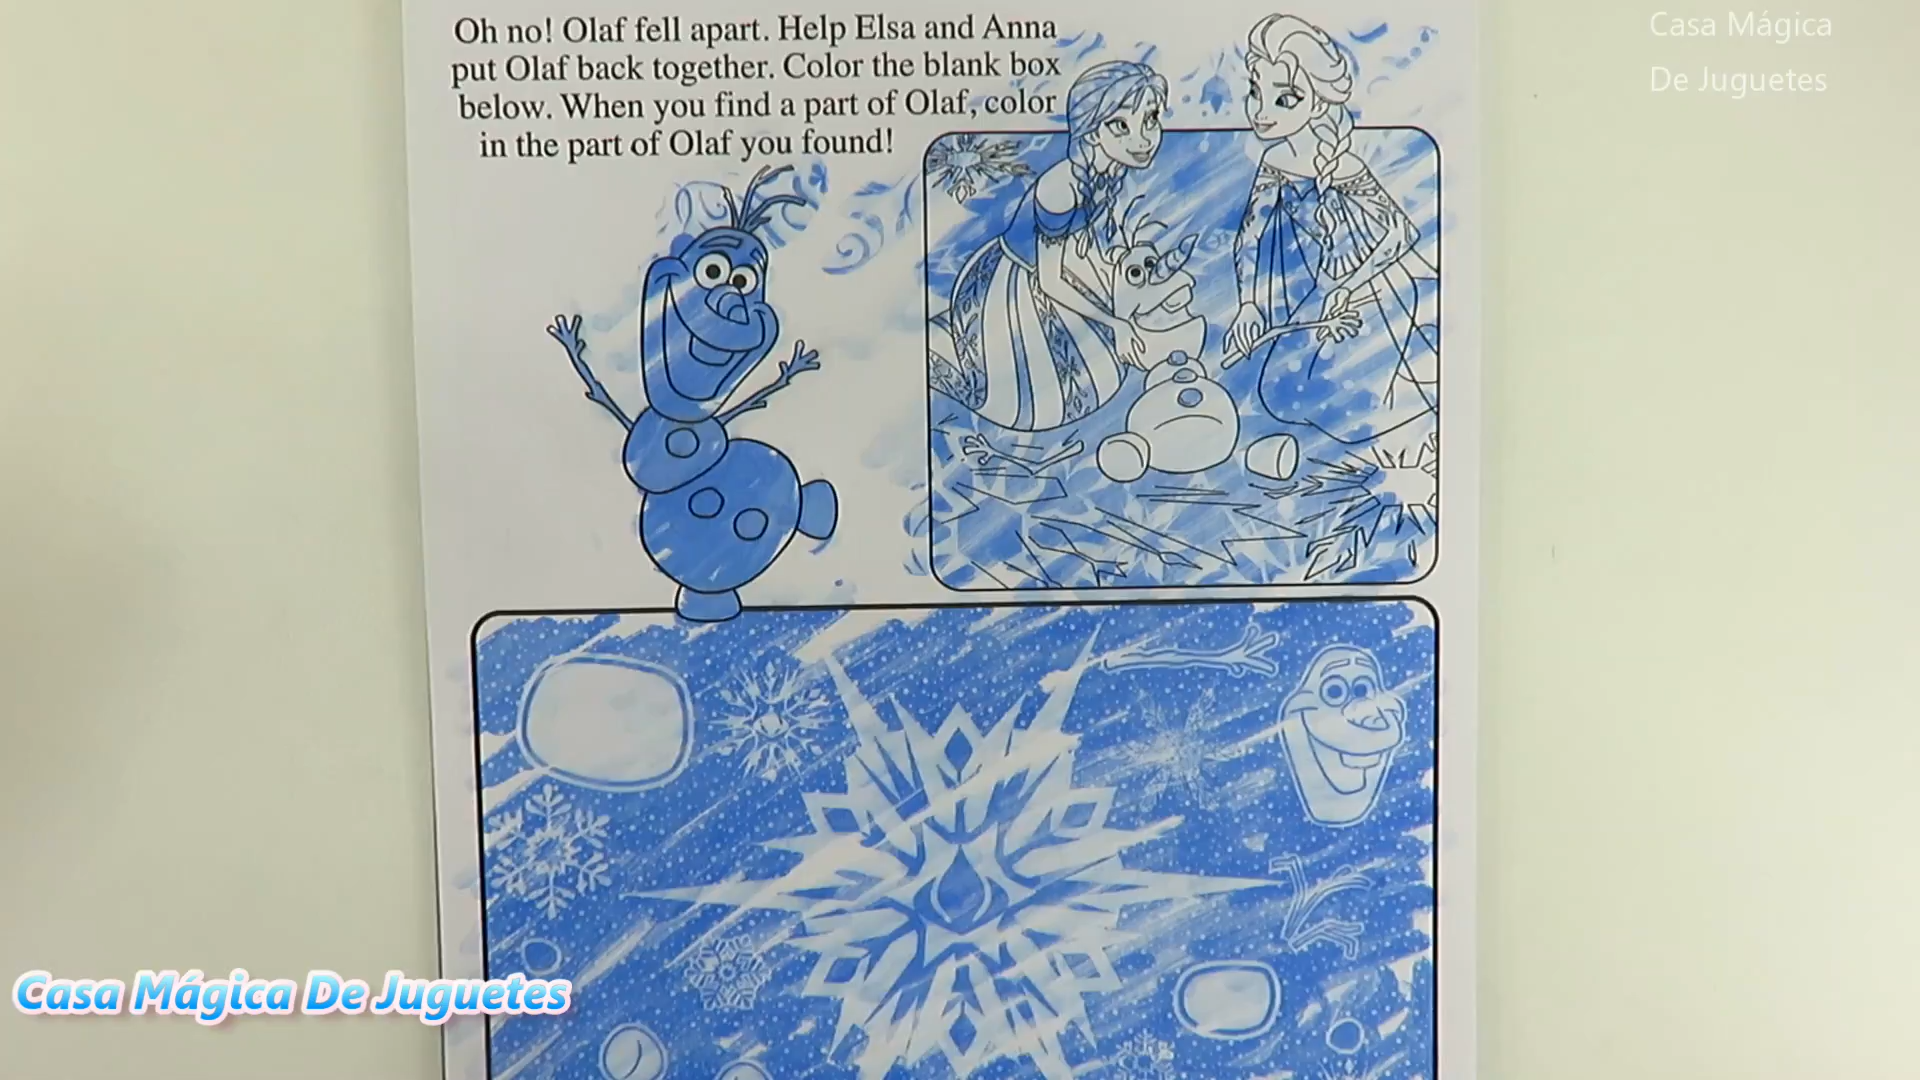 Oh no! Olaf fell apart. Help Elsa and Anna
put Olaf back together. Color the blank box
below. When you find a part of Olaf, color
in the part of Olaf you found!
Casa Mágica
De Juguetes
Casa Mágica De Juguetes